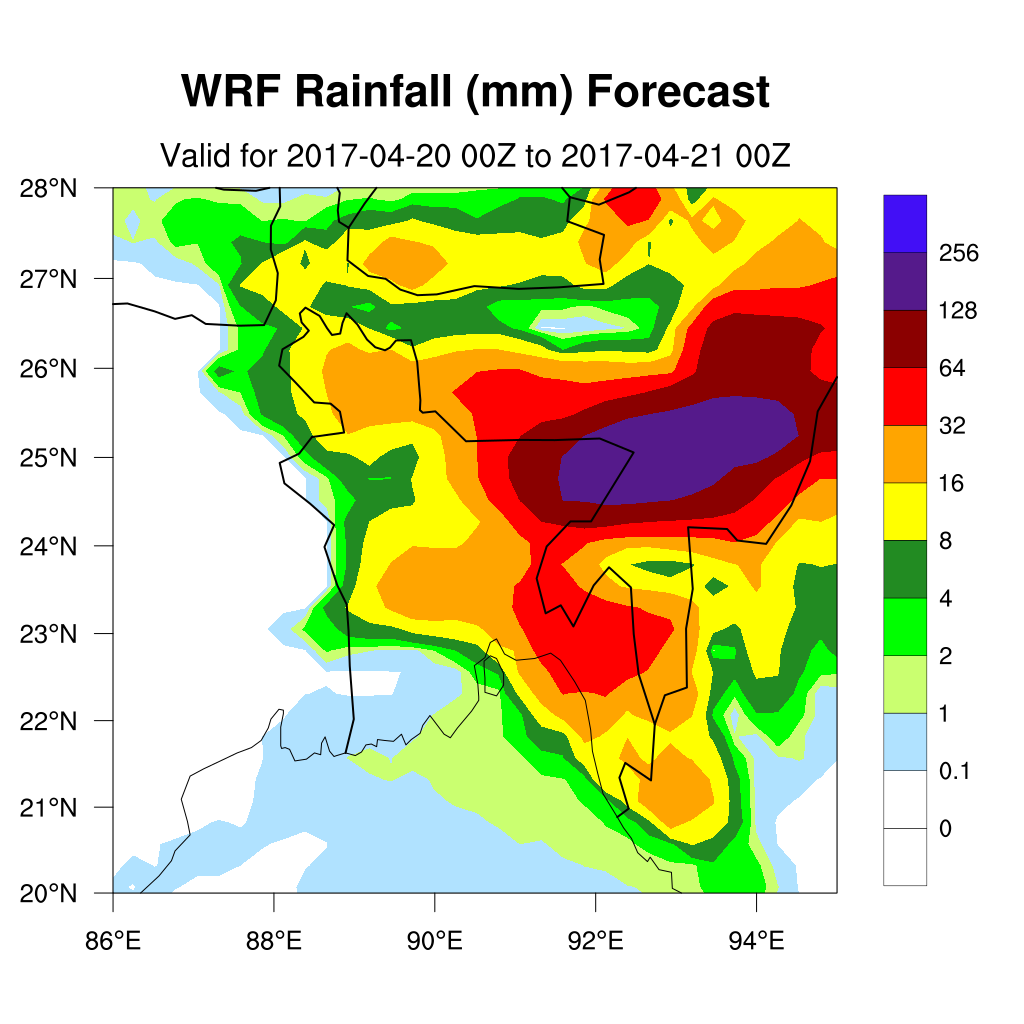 WRF Rainfall (mm) Forecast
Valid for 2017-04-20 00Z to 2017-04-21 00Z
28°N
27°N
26°N
25°N
24°N
23°N
22°N
21°N
20°N
86°E 88°E 90°E 92°E 94°E
256
128
64
32
16
8
4
2
1
0.1
0